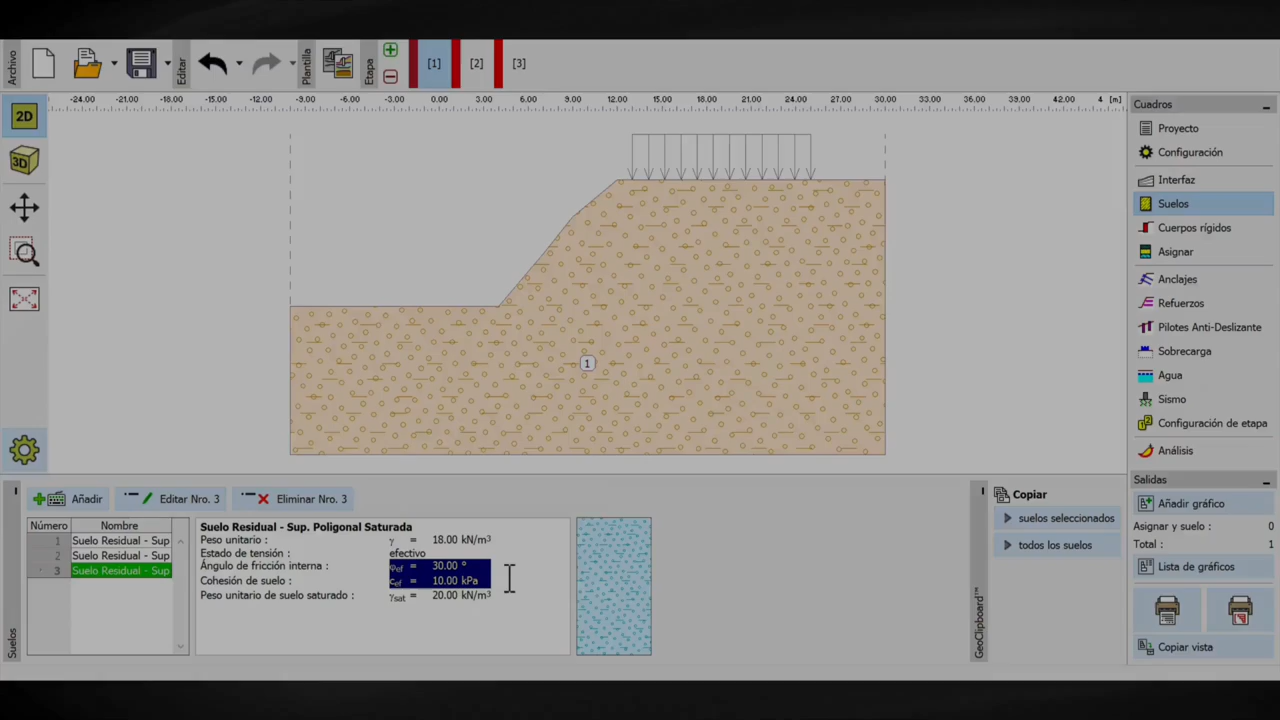 Archivo
Editar
Plantilla
Etapa
[1]
[2]
[3]
-24.00 -21.00 -18.00 -15.00 -12.00 -9.00 -6.00 -3.00 0.00 3.00 6.00 9.00 12.00 15.00 18.00 21.00 24.00 27.00 30.00 33.00 36.00 39.00 42.00 4 [m]
2D
3D
1
Cuadros
Proyecto
Configuración
Interfaz
Suelos
Cuerpos rígidos
Asignar
Anclajes
Refuerzos
Pilotes Anti-Deslizante
Sobrecarga
Agua
Sismo
Configuración de etapa
Análisis
Salidas
Añadir gráfico
Asignar y suelo : 0
Total : 1
Lista de gráficos
Copiar vista
Suelos
Añadir
Editar Nro. 3
Eliminar Nro. 3
Número Nombre
1 Suelo Residual - Sup
2 Suelo Residual - Sup
3 Suelo Residual - Sup
Suelo Residual - Sup. Poligonal Saturada
Peso unitario : γ = 18.00 kN/m³
Estado de tensión : efectivo
Ángulo de fricción interna : φef = 30.00 °
Cohesión de suelo : cef = 10.00 kPa
Peso unitario de suelo saturado : γsat = 20.00 kN/m³
GeoClipboard™
Copiar
suelos seleccionados
todos los suelos